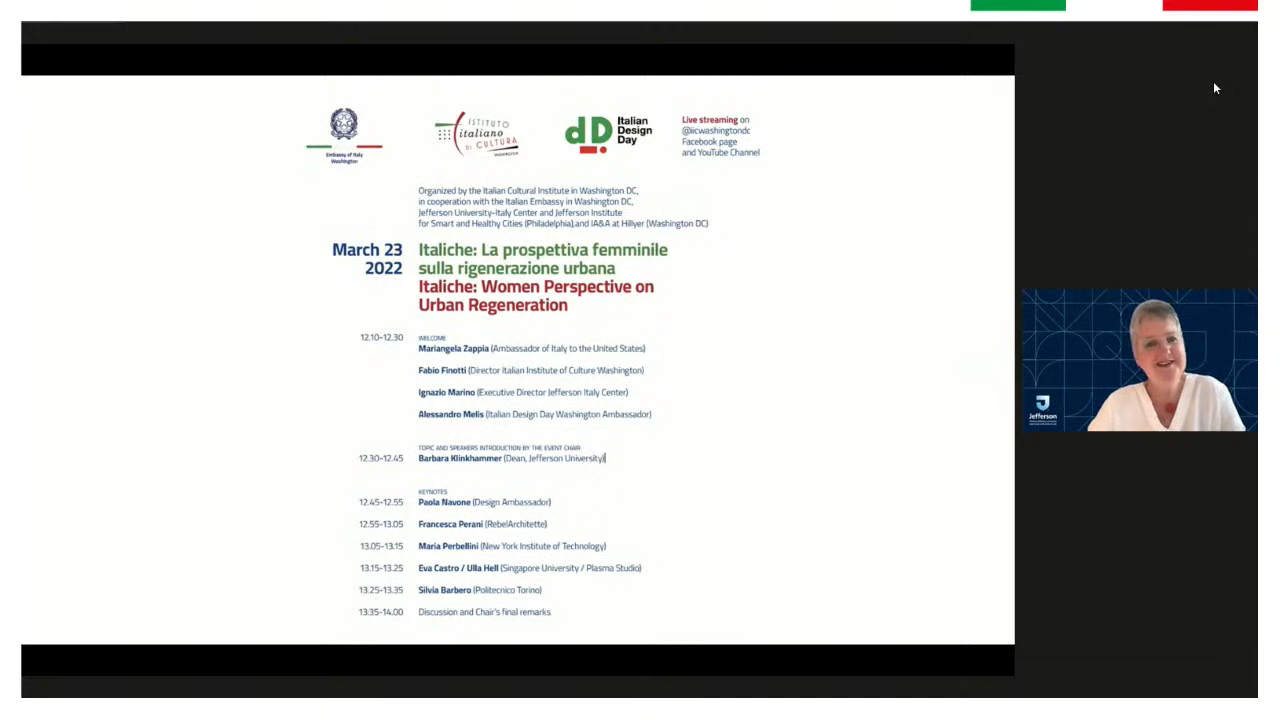 Embassy of Italy
Washington
ISTITUTO
italiano
DI CULTURA
WASHINGTON
dD
Italian
Design
Day
Live streaming on
@iicwashingtondc
Facebook page
and YouTube Channel
Organized by the Italian Cultural Institute in Washington DC,
in cooperation with the Italian Embassy in Washington DC,
Jefferson University-Italy Center and Jefferson Institute
for Smart and Healthy Cities (Philadelphia),and IA&A at Hillyer (Washington DC)
March 23
2022
Italiche: La prospettiva femminile
sulla rigenerazione urbana
Italiche: Women Perspective on
Urban Regeneration
12.10-12.30
WELCOME
Mariangela Zappia (Ambassador of Italy to the United States)
Fabio Finotti (Director Italian Institute of Culture Washington)
Ignazio Marino (Executive Director Jefferson Italy Center)
Alessandro Melis (Italian Design Day Washington Ambassador)
TOPIC AND SPEAKERS INTRODUCTION BY THE EVENT CHAIR
12.30-12.45 Barbara Klinkhammer (Dean, Jefferson University)
KEYNOTES
12.45-12.55 Paola Navone (Design Ambassador)
12.55-13.05 Francesca Perani (RebelArchitette)
13.05-13.15 Maria Perbellini (New York Institute of Technology)
13.15-13.25 Eva Castro / Ulla Hell (Singapore University / Plasma Studio)
13.25-13.35 Silvia Barbero (Politecnico Torino)
13.35-14.00 Discussion and Chair's final remarks
Jefferson